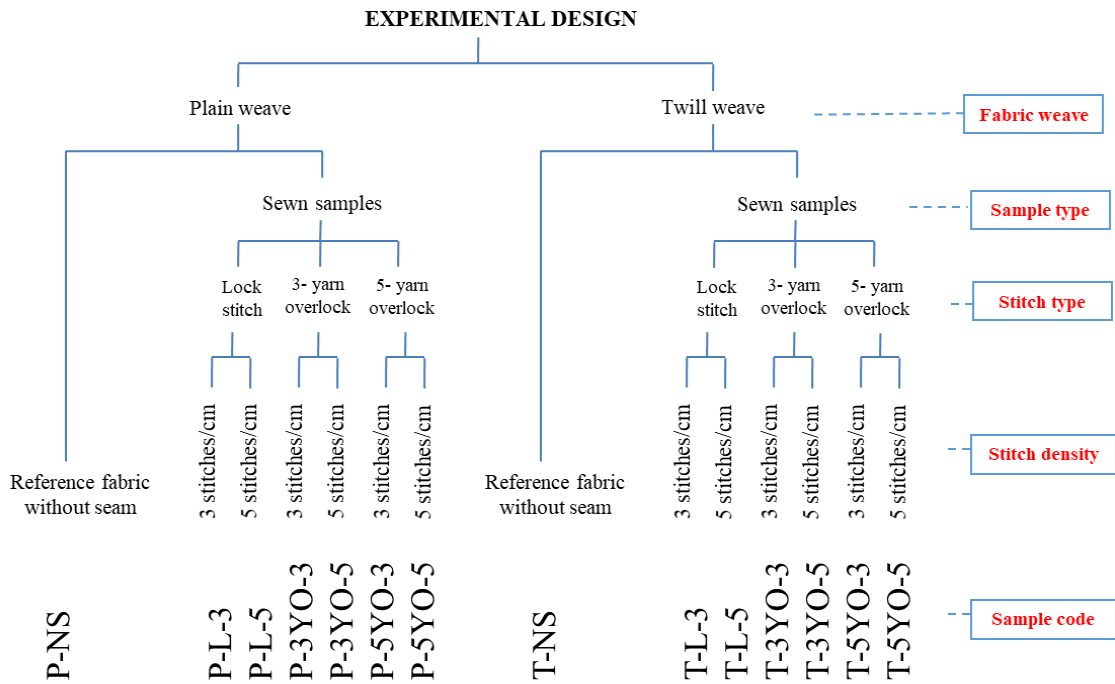 EXPERIMENTAL DESIGN
Plain weave
Twill weave
Fabric weave
Sewn samples
Sewn samples
Sample type
Lock
stitch
3- yarn
overlock
5- yarn
overlock
Lock
stitch
3- yarn
overlock
5- yarn
overlock
Stitch type
Reference fabric
without seam
3 stitches/cm
5 stitches/cm
3 stitches/cm
5 stitches/cm
3 stitches/cm
5 stitches/cm
Reference fabric
without seam
3 stitches/cm
5 stitches/cm
3 stitches/cm
5 stitches/cm
3 stitches/cm
5 stitches/cm
Stitch density
P-NS
P-L-3
P-L-5
P-3YO-3
P-3YO-5
P-5YO-3
P-5YO-5
T-NS
T-L-3
T-L-5
T-3YO-3
T-3YO-5
T-5YO-3
T-5YO-5
Sample code